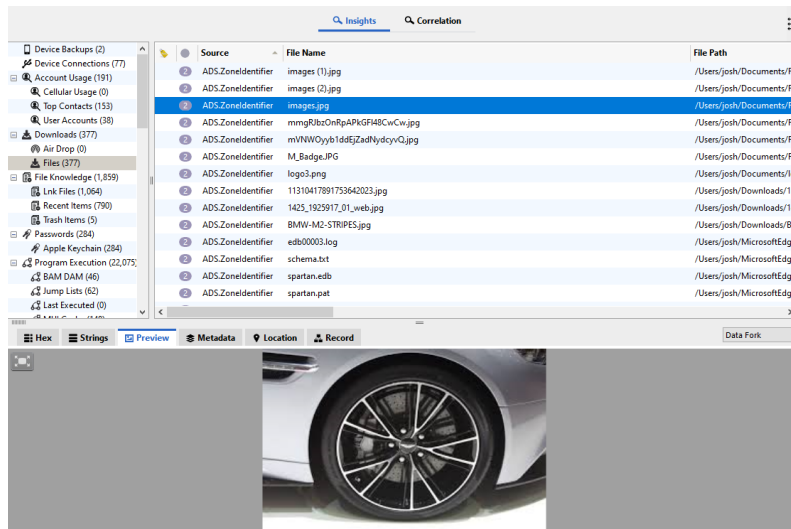 Insights
Correlation
Device Backups (2)
Device Connections (77)
Account Usage (191)
Cellular Usage (0)
Top Contacts (153)
User Accounts (38)
Downloads (377)
Air Drop (0)
Files (377)
File Knowledge (1,859)
Lnk Files (1,064)
Recent Items (790)
Trash Items (5)
Passwords (284)
Apple Keychain (284)
Program Execution (22,075)
BAM DAM (46)
Jump Lists (62)
Last Executed (0)
Source File Name File Path
2 ADS.ZoneIdentifier images (1).jpg /Users/josh/Documents/F
2 ADS.ZoneIdentifier images (2).jpg /Users/josh/Documents/F
2 ADS.ZoneIdentifier images.jpg /Users/josh/Documents/F
2 ADS.ZoneIdentifier mmgRJbzOnRpAPkGFl48CwCw.jpg /Users/josh/Documents/F
2 ADS.ZoneIdentifier mVNWOyyb1ddEjZadNydcyvQ.jpg /Users/josh/Documents/F
2 ADS.ZoneIdentifier M_Badge.JPG /Users/josh/Documents/F
2 ADS.ZoneIdentifier logo3.png /Users/josh/Documents/l
2 ADS.ZoneIdentifier 11310417891753642023.jpg /Users/josh/Downloads/1
2 ADS.ZoneIdentifier 1425_1925917_01_web.jpg /Users/josh/Downloads/1
2 ADS.ZoneIdentifier BMW-M2-STRIPES.jpg /Users/josh/Downloads/B
2 ADS.ZoneIdentifier edb00003.log /Users/josh/MicrosoftEdg
2 ADS.ZoneIdentifier schema.txt /Users/josh/MicrosoftEdg
2 ADS.ZoneIdentifier spartan.edb /Users/josh/MicrosoftEdg
2 ADS.ZoneIdentifier spartan.pat /Users/josh/MicrosoftEdg
Hex Strings Preview Metadata Location Record Data Fork